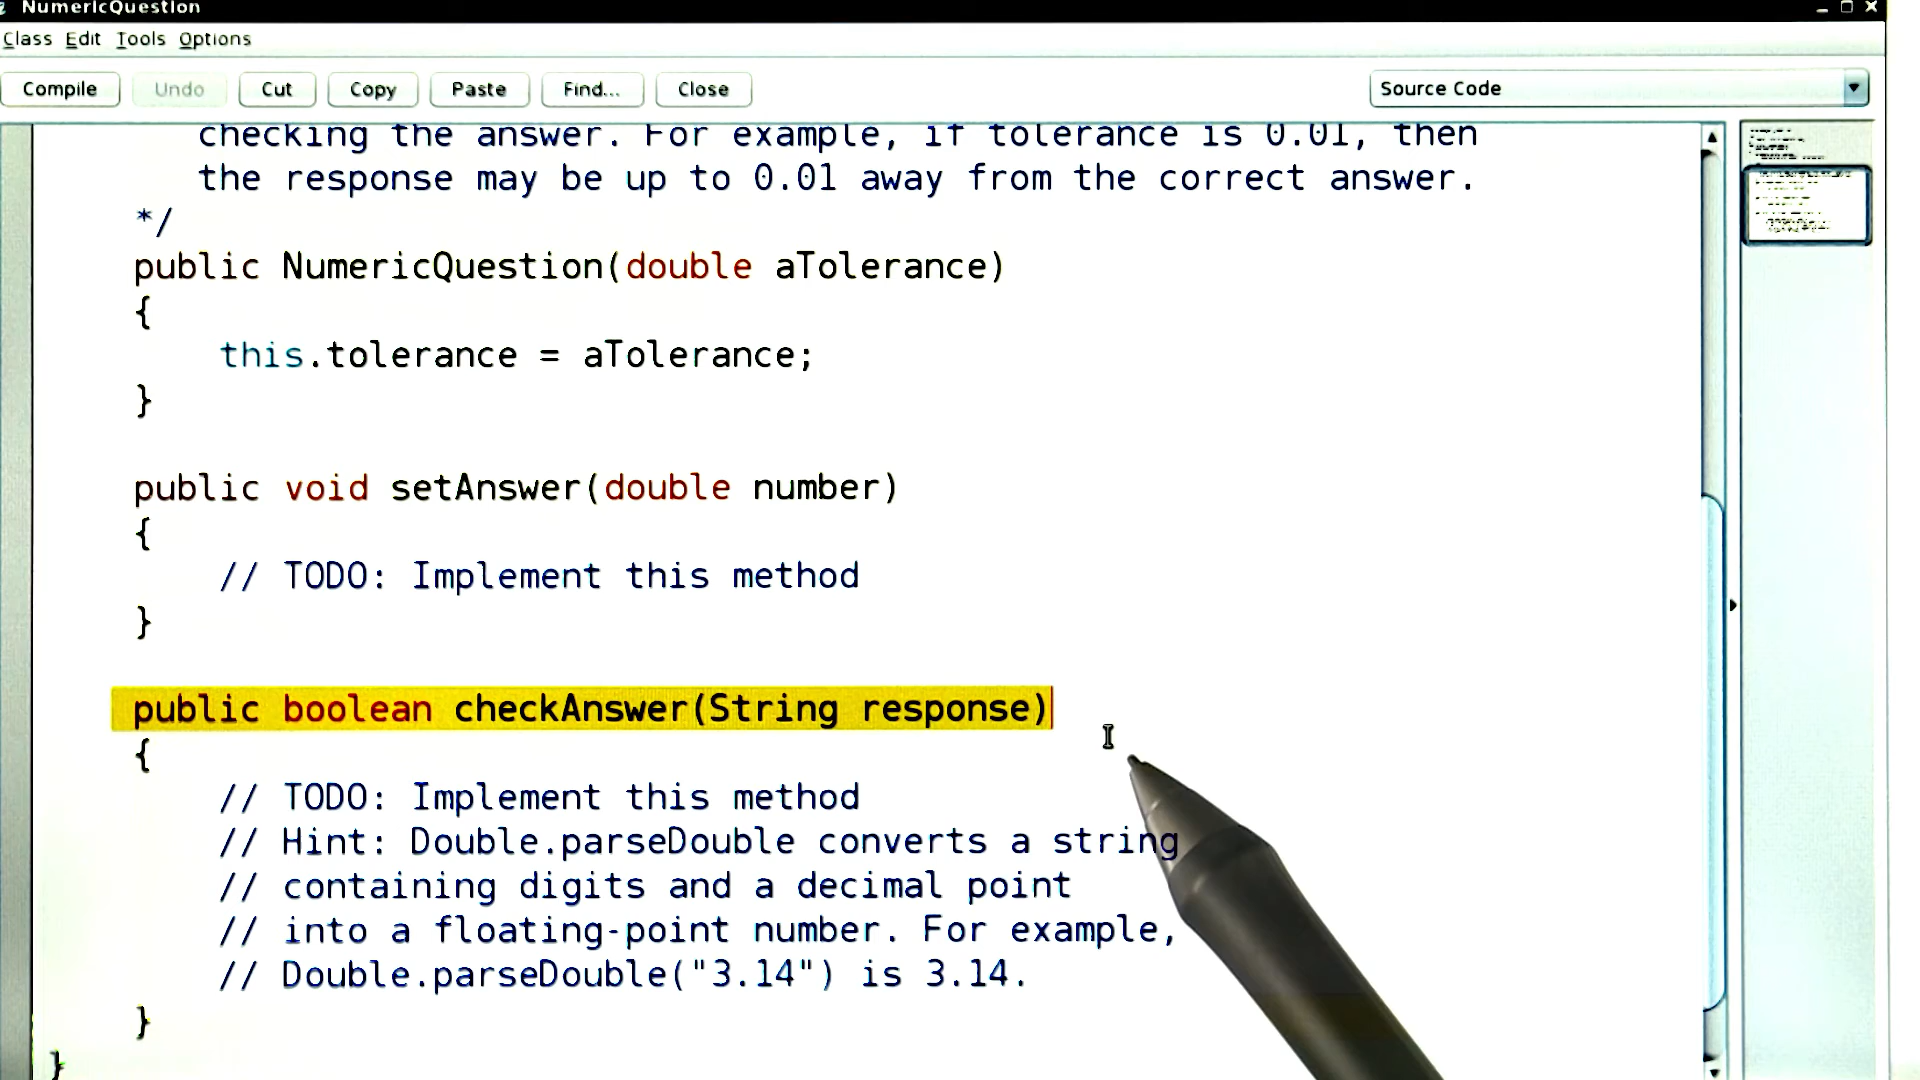 NumericQuestion
Class Edit Tools Options
Compile Undo Cut Copy Paste Find... Close Source Code
checking the answer. For example, if tolerance is 0.01, then
the response may be up to 0.01 away from the correct answer.
*/
public NumericQuestion(double aTolerance)
{
this.tolerance = aTolerance;
}
public void setAnswer(double number)
{
// TODO: Implement this method
}
public boolean checkAnswer(String response)
{
// TODO: Implement this method
// Hint: Double.parseDouble converts a string
// containing digits and a decimal point
// into a floating-point number. For example,
// Double.parseDouble("3.14") is 3.14.
}
}